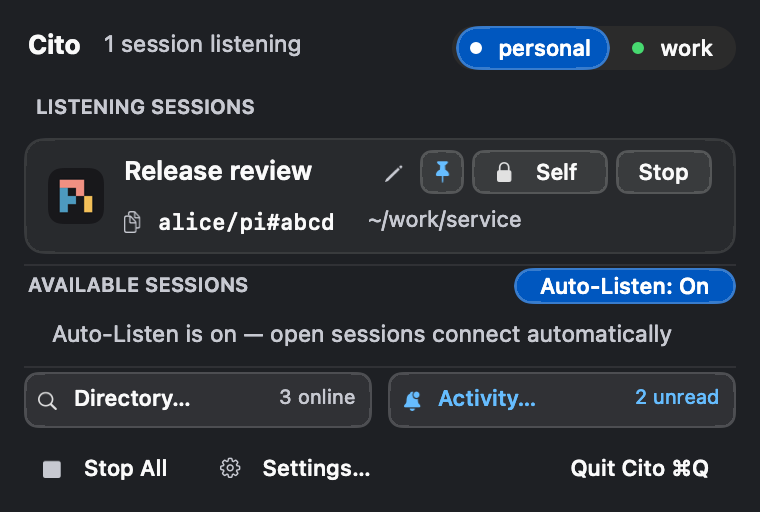 Cito 1 session listening personal work
LISTENING SESSIONS
Release review Self Stop
alice/pi#abcd ~/work/service
AVAILABLE SESSIONS Auto-Listen: On
Auto-Listen is on — open sessions connect automatically
Directory... 3 online Activity... 2 unread
Stop All Settings... Quit Cito ⌘Q